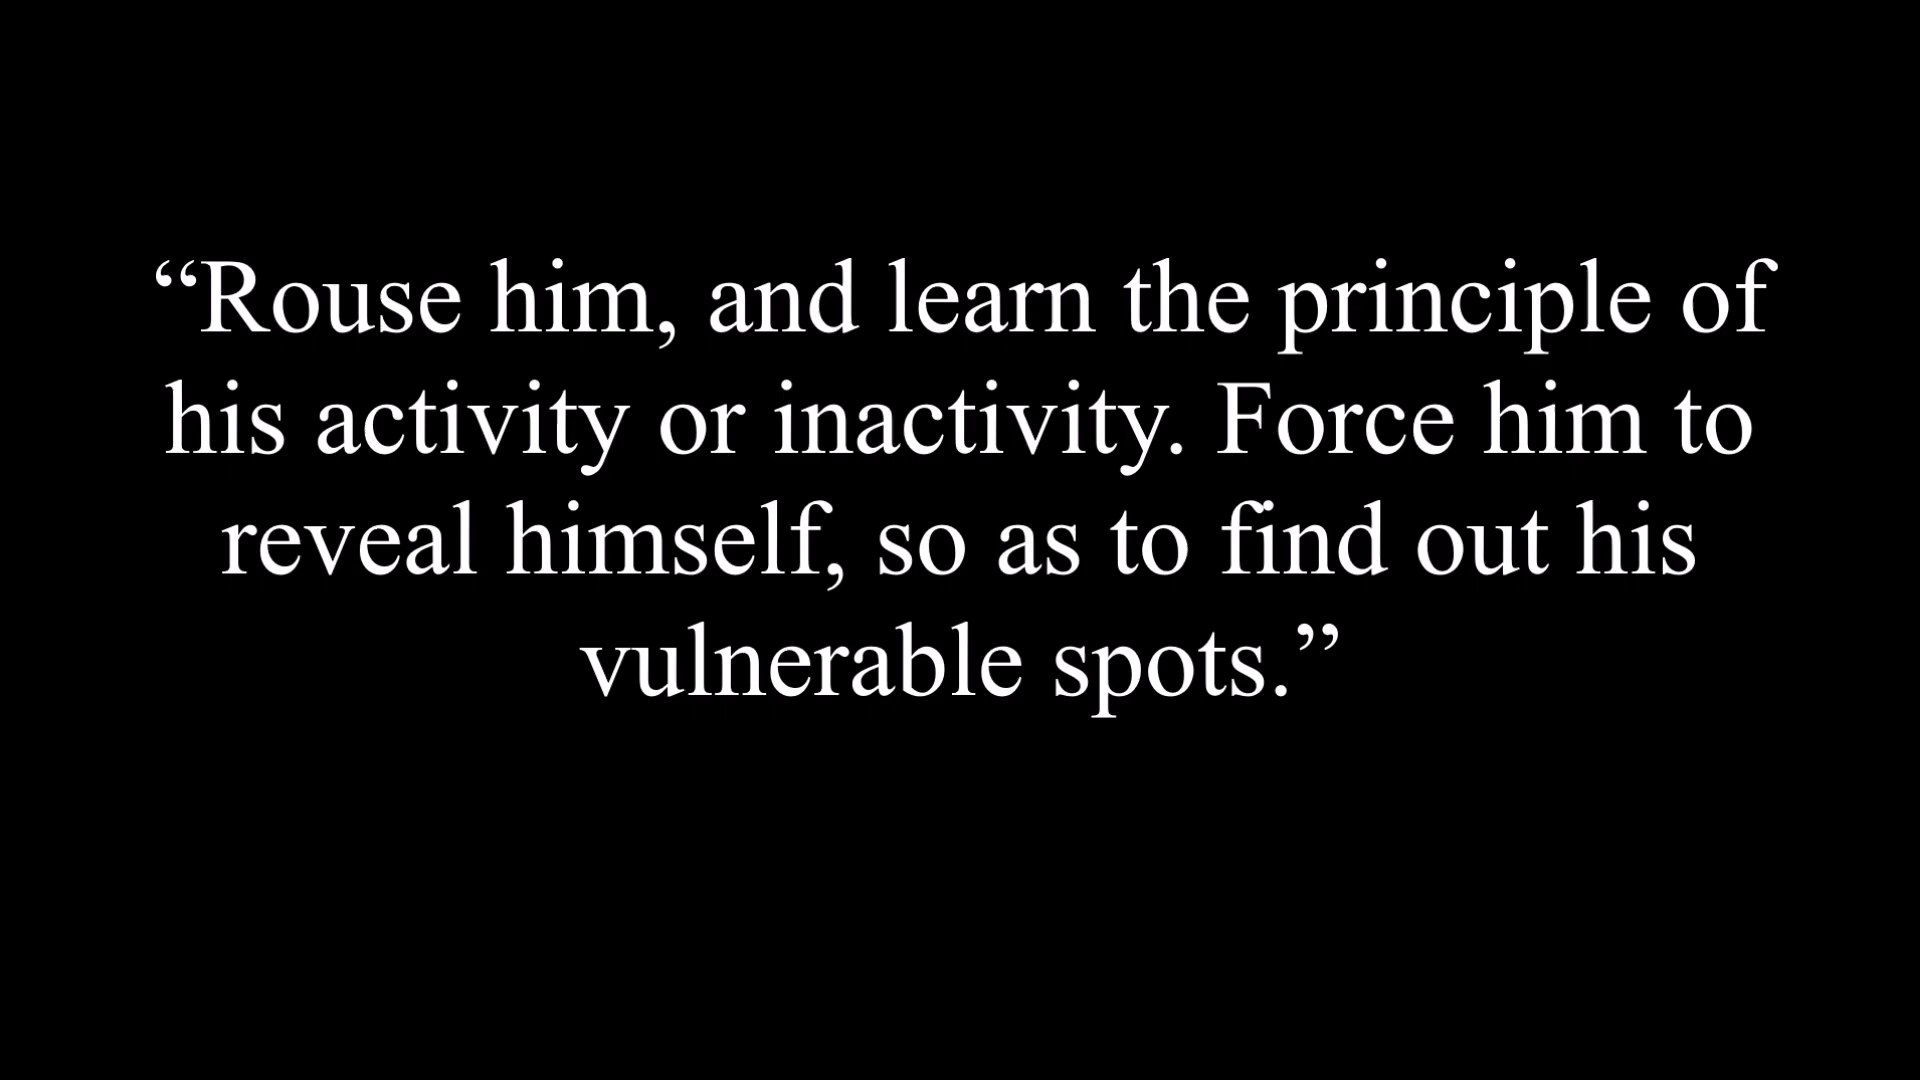 “Rouse him, and learn the principle of
his activity or inactivity. Force him to
reveal himself, so as to find out his
vulnerable spots.”